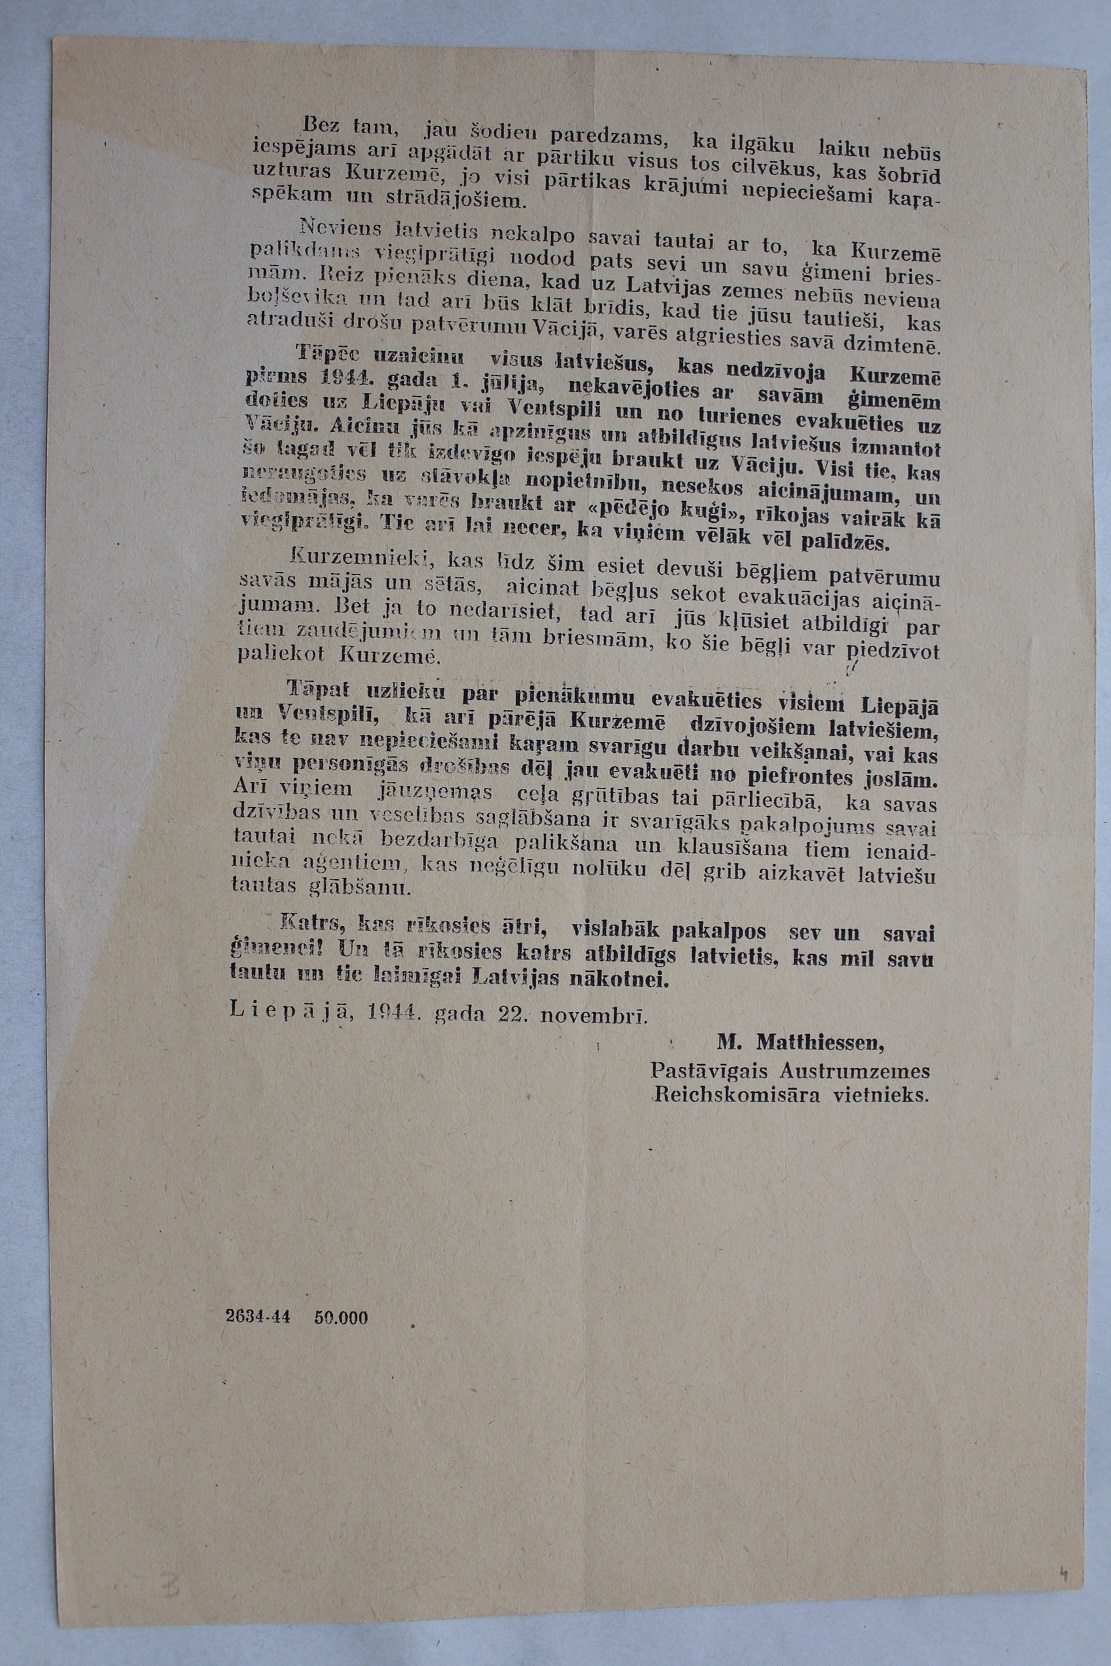 Bez tam, jau šodien paredzams, ka ilgāku laiku nebūs
iespējams arī apgādāt ar pārtiku visus tos cilvēkus, kas šobrīd
uzturas Kurzemē, jo visi pārtikas krājumi nepieciešami kaŗa-
spēkam un strādājošiem.
Neviens latvietis nekalpo savai tautai ar to, ka Kurzemē
palikdams vieglprātīgi nodod pats sevi un savu ģimeni bries-
mām. Reiz pienāks diena, kad uz Latvijas zemes nebūs neviena
boļševika un tad arī būs klāt brīdis, kad tie jūsu tautieši, kas
atraduši drošu patvērumu Vācijā, varēs atgriesties savā dzimtenē.
Tāpēc uzaicinu visus latviešus, kas nedzīvoja Kurzemē
pirms 1944. gada 1. jūlija, nekavējoties ar savām ģimenēm
doties uz Liepāju vai Ventspili un no turienes evakuēties uz
Vāciju. Aicinu jūs kā apzinīgus un atbildīgus latviešus izmantot
šo tagad vēl tik izdevīgo iespēju braukt uz Vāciju. Visi tie, kas
neraugoties uz stāvokļa nopietnību, nesekos aicinājumam, un
iedomājas, ka varēs braukt ar «pēdējo kuģi», rīkojas vairāk kā
vieglprātīgi. Tie arī lai necer, ka viņiem vēlāk vēl palīdzēs.
Kurzemnieki, kas līdz šim esiet devuši bēgļiem patvērumu
savās mājās un sētās, aicinat bēgļus sekot evakuācijas aicinā-
jumam. Bet ja to nedarīsiet, tad arī jūs kļūsiet atbildīgi par
tiem zaudējumiem un tām briesmām, ko šie bēgļi var piedzīvot
paliekot Kurzemē.
Tāpat uzlieku par pienākumu evakuēties visiem Liepājā
un Ventspilī, kā arī pārējā Kurzemē dzīvojošiem latviešiem,
kas te nav nepieciešami kaŗam svarīgu darbu veikšanai, vai kas
viņu personīgās drošības dēļ jau evakuēti no piefrontes joslām.
Arī viņiem jāuzņemas ceļa grūtības tai pārliecībā, ka savas
dzīvības un veselības saglābšana ir svarīgāks pakalpojums savai
tautai nekā bezdarbīga palikšana un klausīšana tiem ienaid-
nieka aģentiem, kas neģēlīgu nolūku dēļ grib aizkavēt latviešu
tautas glābšanu.
Katrs, kas rīkosies ātri, vislabāk pakalpos sev un savai
ģimenei! Un tā rīkosies katrs atbildīgs latvietis, kas mīl savu
tautu un tic laimīgai Latvijas nākotnei.
Liepājā, 1944. gada 22. novembrī.
M. Matthiessen,
Pastāvīgais Austrumzemes
Reichskomisāra vietnieks.
2634-44 50.000
4